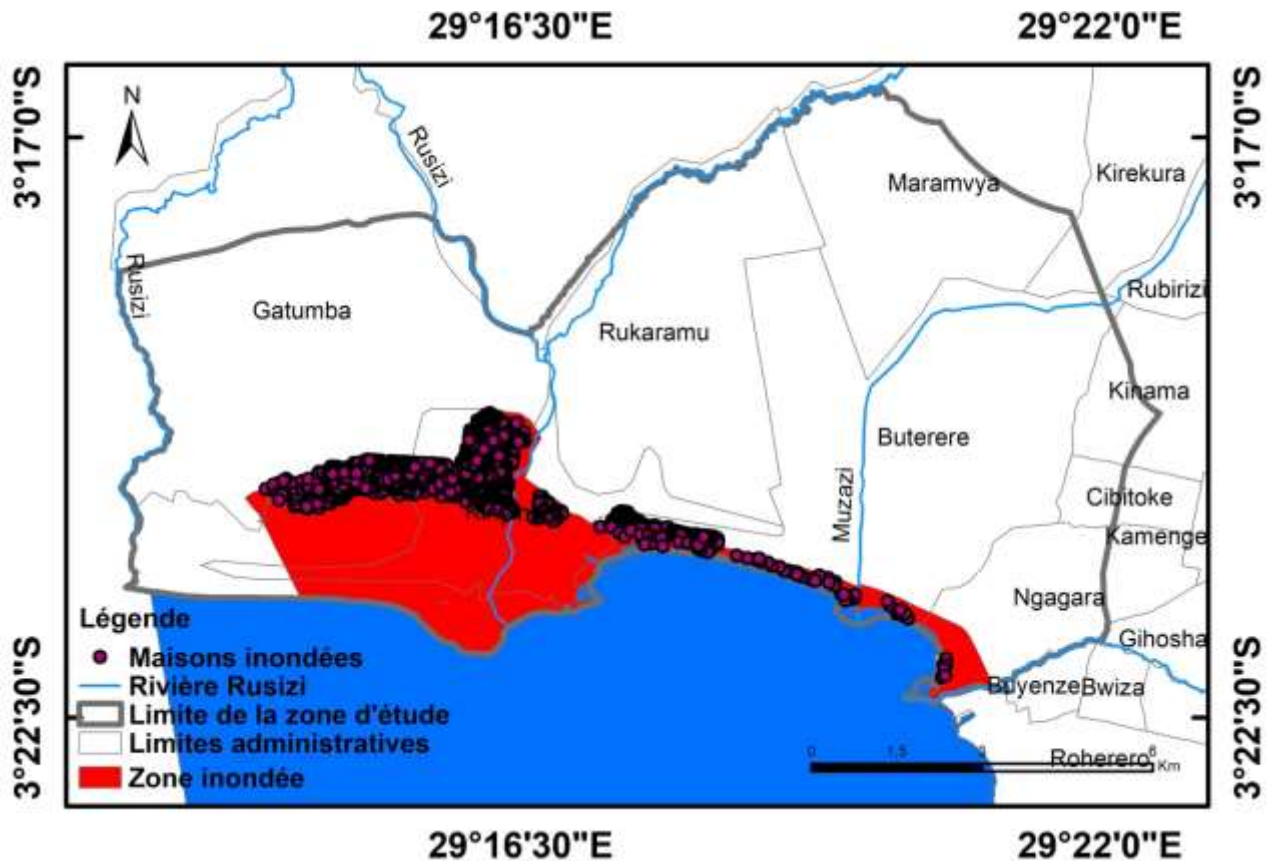 29°16'30"E
29°22'0"E
3°17'0"S
3°17'0"S
N
Rusizi
Maramvya
Kirekura
Rusizi
Rubirizi
Gatumba
Rukaramu
Kinama
Buterere
Muzazi
Cibitoke
Kamenge
Ngagara
Gihosha
Buyenze
Bwiza
Roherero
Légende
Maisons inondées
Rivière Rusizi
Limite de la zone d'étude
Limites administratives
Zone inondée
0 1,5 3 6
Km
3°22'30"S
3°22'30"S
29°16'30"E
29°22'0"E